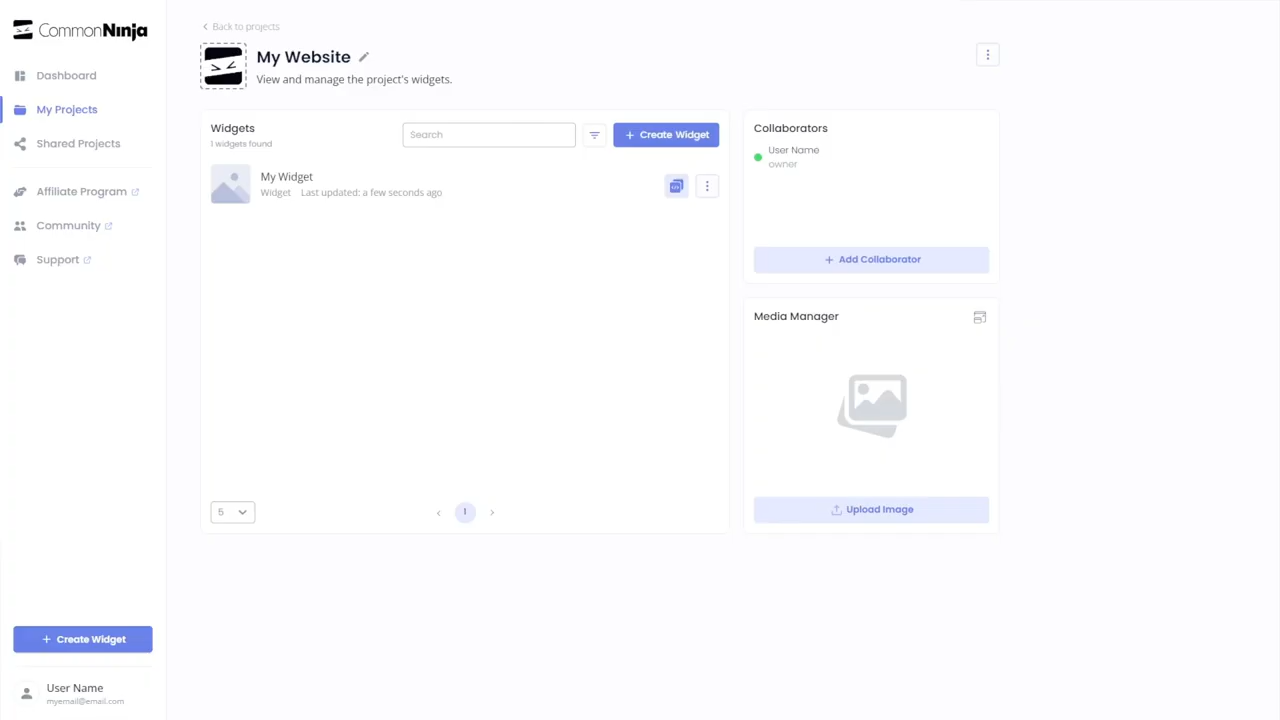 CommonNinja
Dashboard
My Projects
Shared Projects
Affiliate Program
Community
Support
Create Widget
User Name
myemail@email.com
Back to projects
My Website
View and manage the project's widgets.
Widgets
1 widgets found
Search
Create Widget
My Widget
Widget Last updated: a few seconds ago
5
1
Collaborators
User Name
owner
Add Collaborator
Media Manager
Upload Image